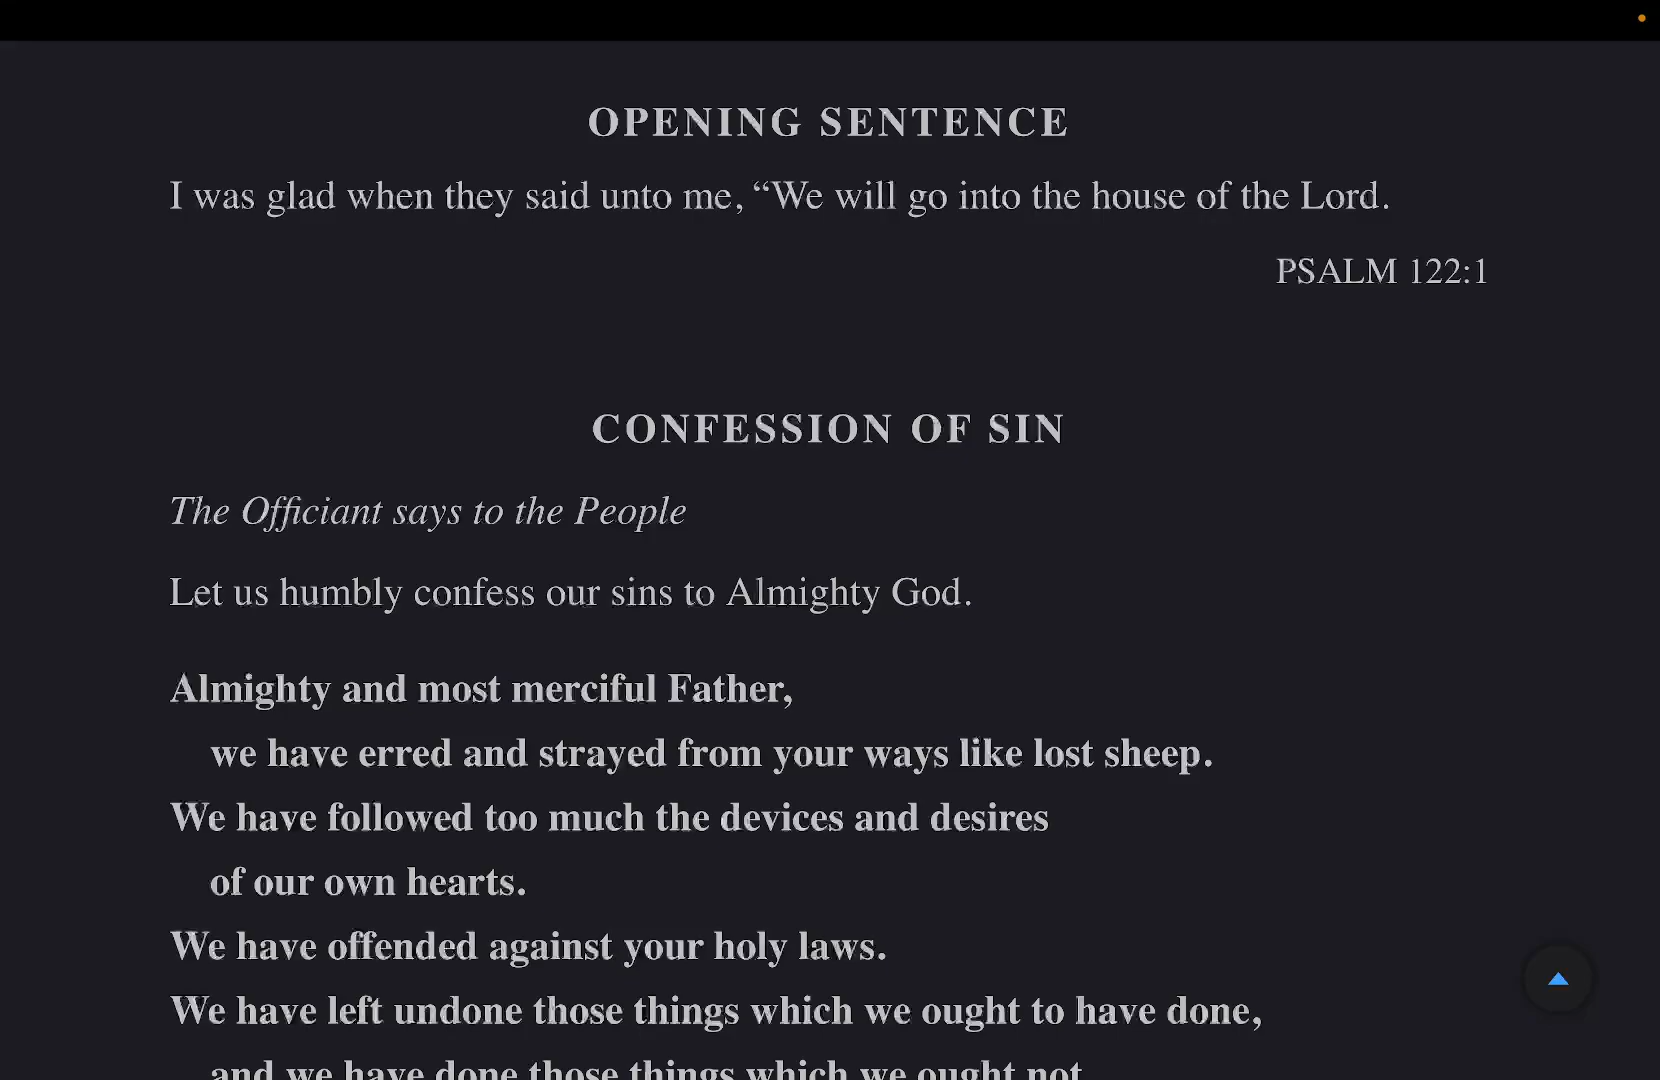 OPENING SENTENCE
I was glad when they said unto me, “We will go into the house of the Lord.
PSALM 122:1
CONFESSION OF SIN
The Officiant says to the People
Let us humbly confess our sins to Almighty God.
Almighty and most merciful Father,
we have erred and strayed from your ways like lost sheep.
We have followed too much the devices and desires
of our own hearts.
We have offended against your holy laws.
We have left undone those things which we ought to have done,
and we have done those things which we ought not